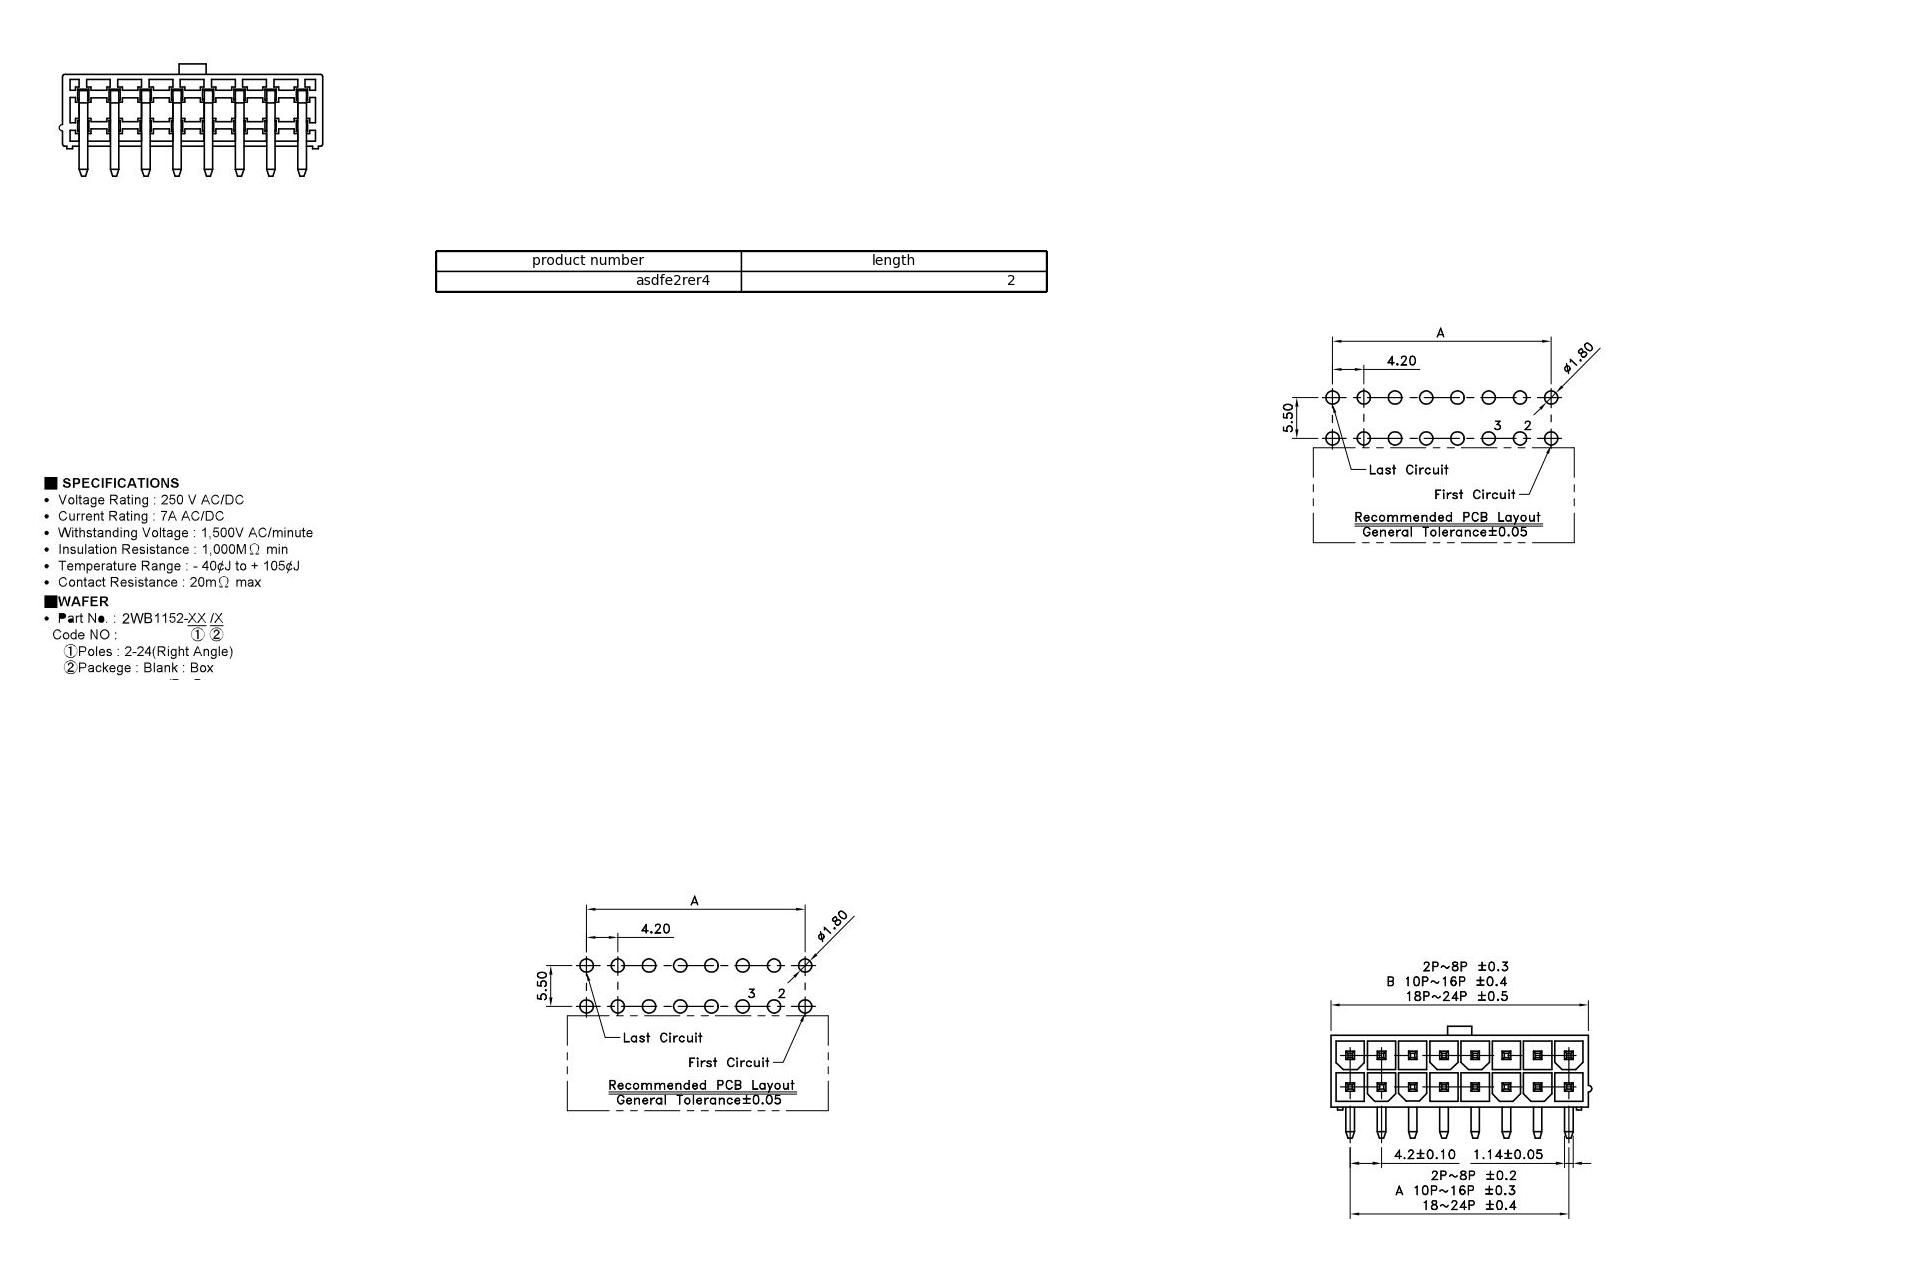 product number length
asdfe2rer4 2
A
4.20
ø1.80
5.50
3 2
Last Circuit
First Circuit
Recommended PCB Layout
General Tolerance±0.05
■ SPECIFICATIONS
• Voltage Rating : 250 V AC/DC
• Current Rating : 7A AC/DC
• Withstanding Voltage : 1,500V AC/minute
• Insulation Resistance : 1,000MΩ min
• Temperature Range : - 40¢J to + 105¢J
• Contact Resistance : 20mΩ max
■WAFER
• Part No. : 2WB1152-XX /X
Code NO : ① ②
①Poles : 2-24(Right Angle)
②Packege : Blank : Box
A
4.20
ø1.80
5.50
3 2
Last Circuit
First Circuit
Recommended PCB Layout
General Tolerance±0.05
2P~8P ±0.3
B 10P~16P ±0.4
18P~24P ±0.5
4.2±0.10 1.14±0.05
2P~8P ±0.2
A 10P~16P ±0.3
18~24P ±0.4